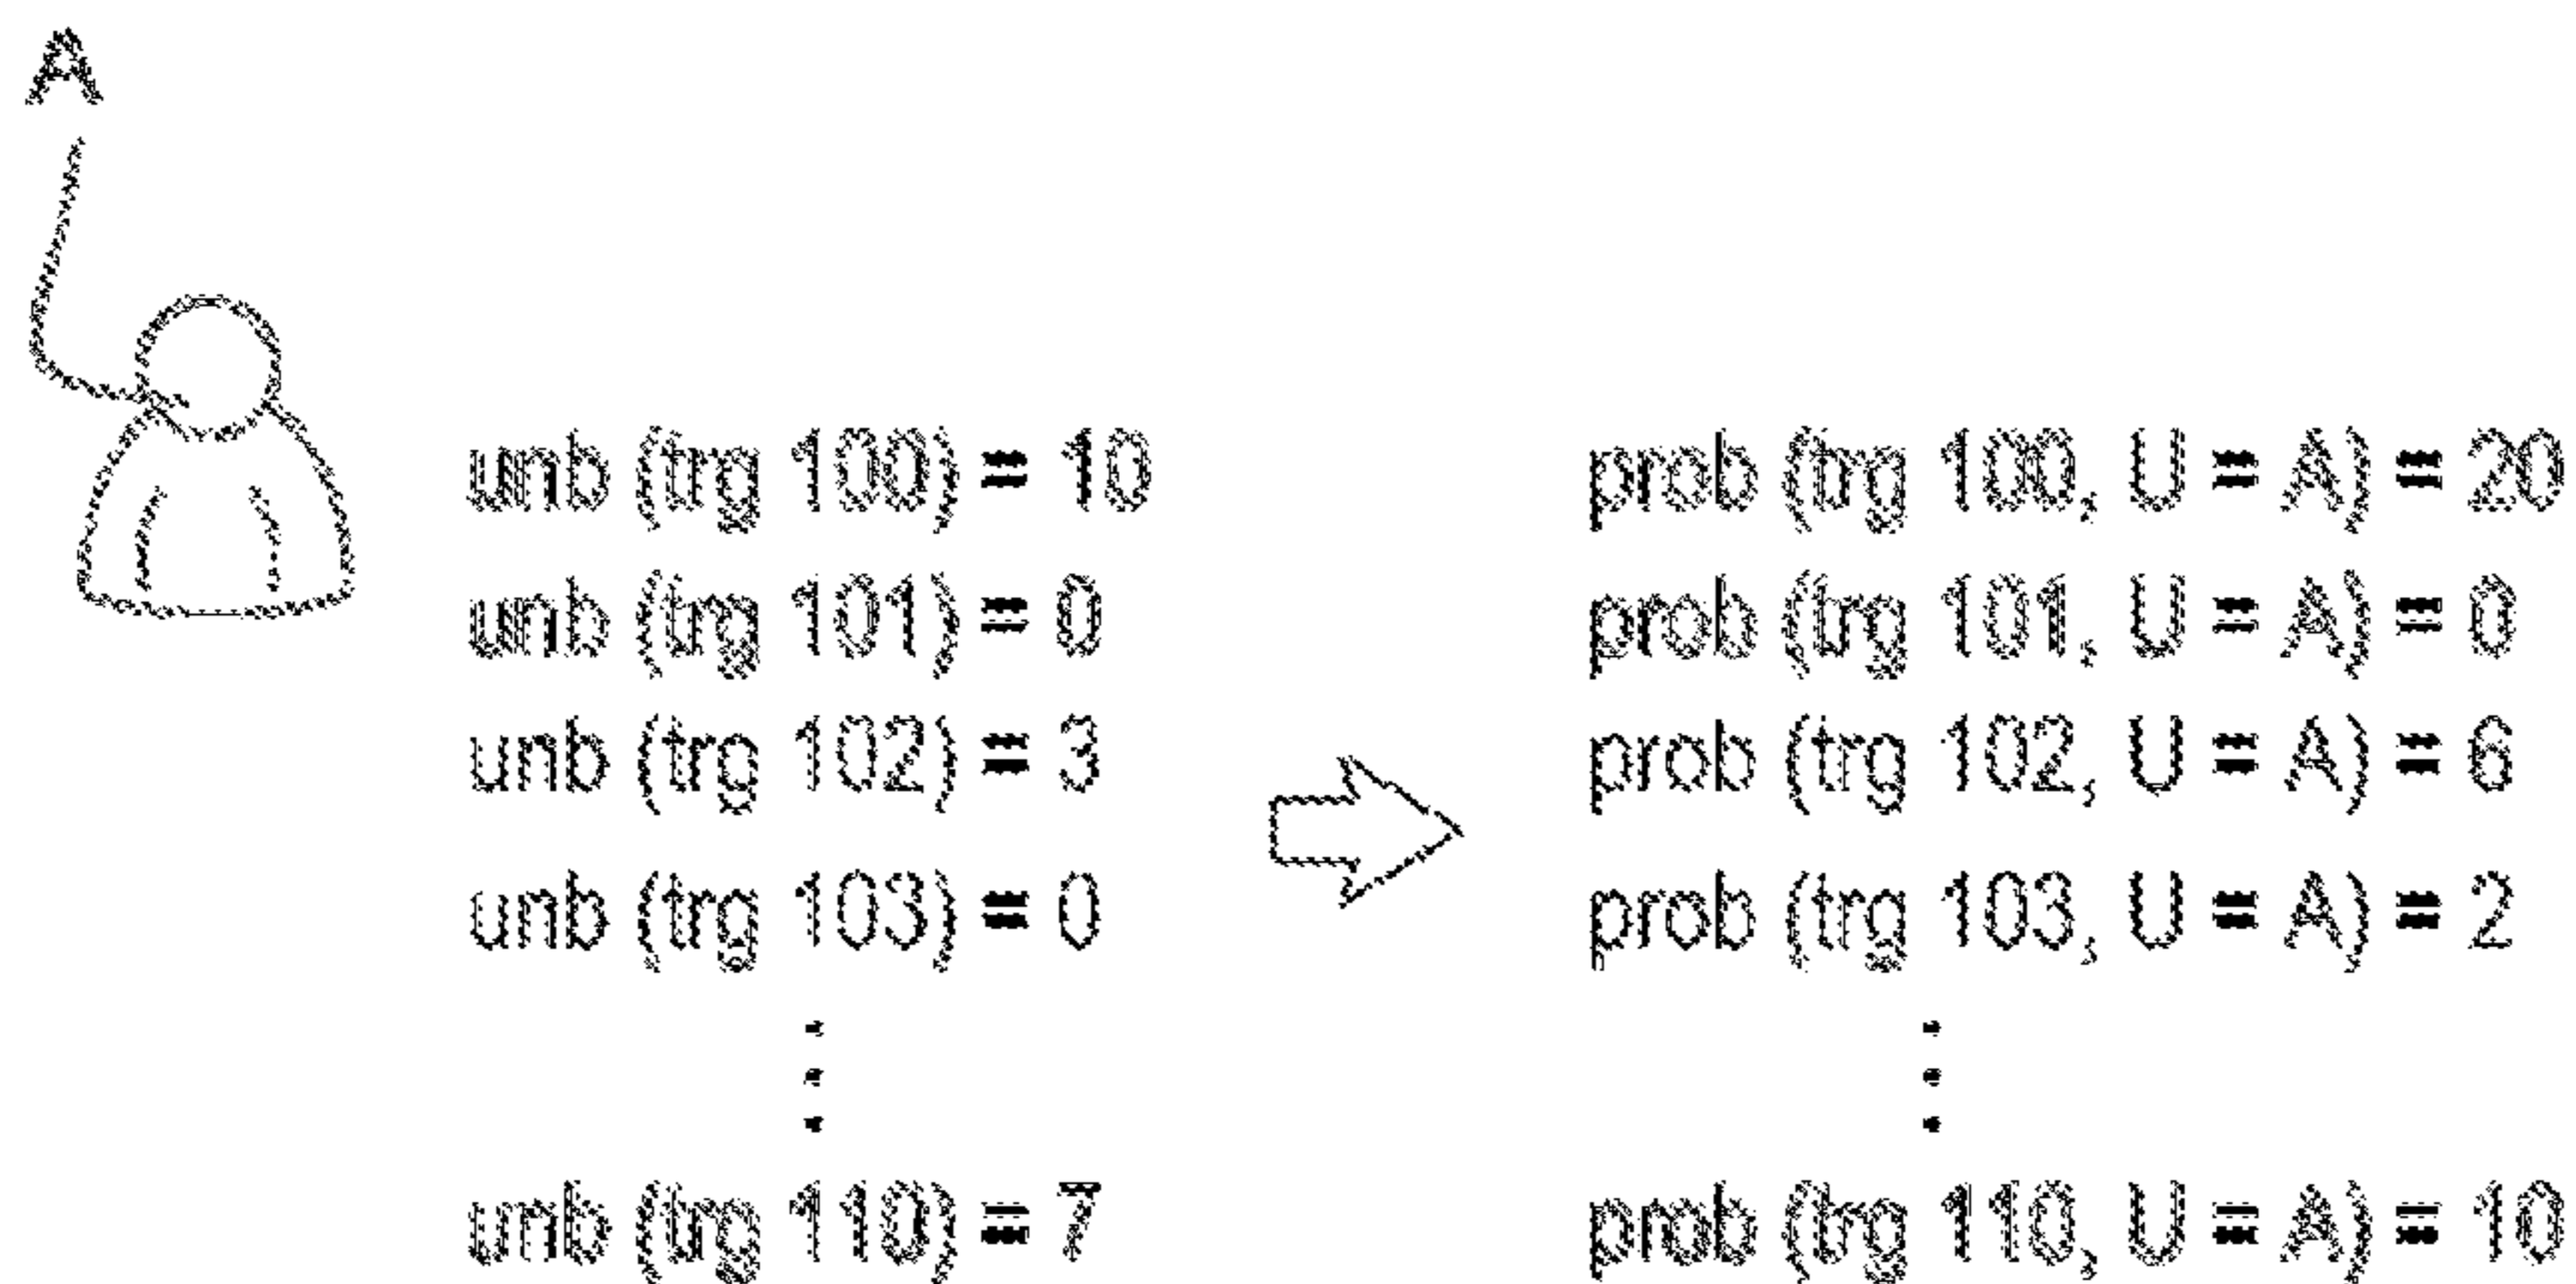 A
unb (trg 100) = 10
unb (trg 101) = 0
unb (trg 102) = 3
unb (trg 103) = 0
unb (trg 110) = 7
prob (trg 100, U = A) = 20
prob (trg 101, U = A) = 0
prob (trg 102, U = A) = 6
prob (trg 103, U = A) = 2
prob (trg 110, U = A) = 10